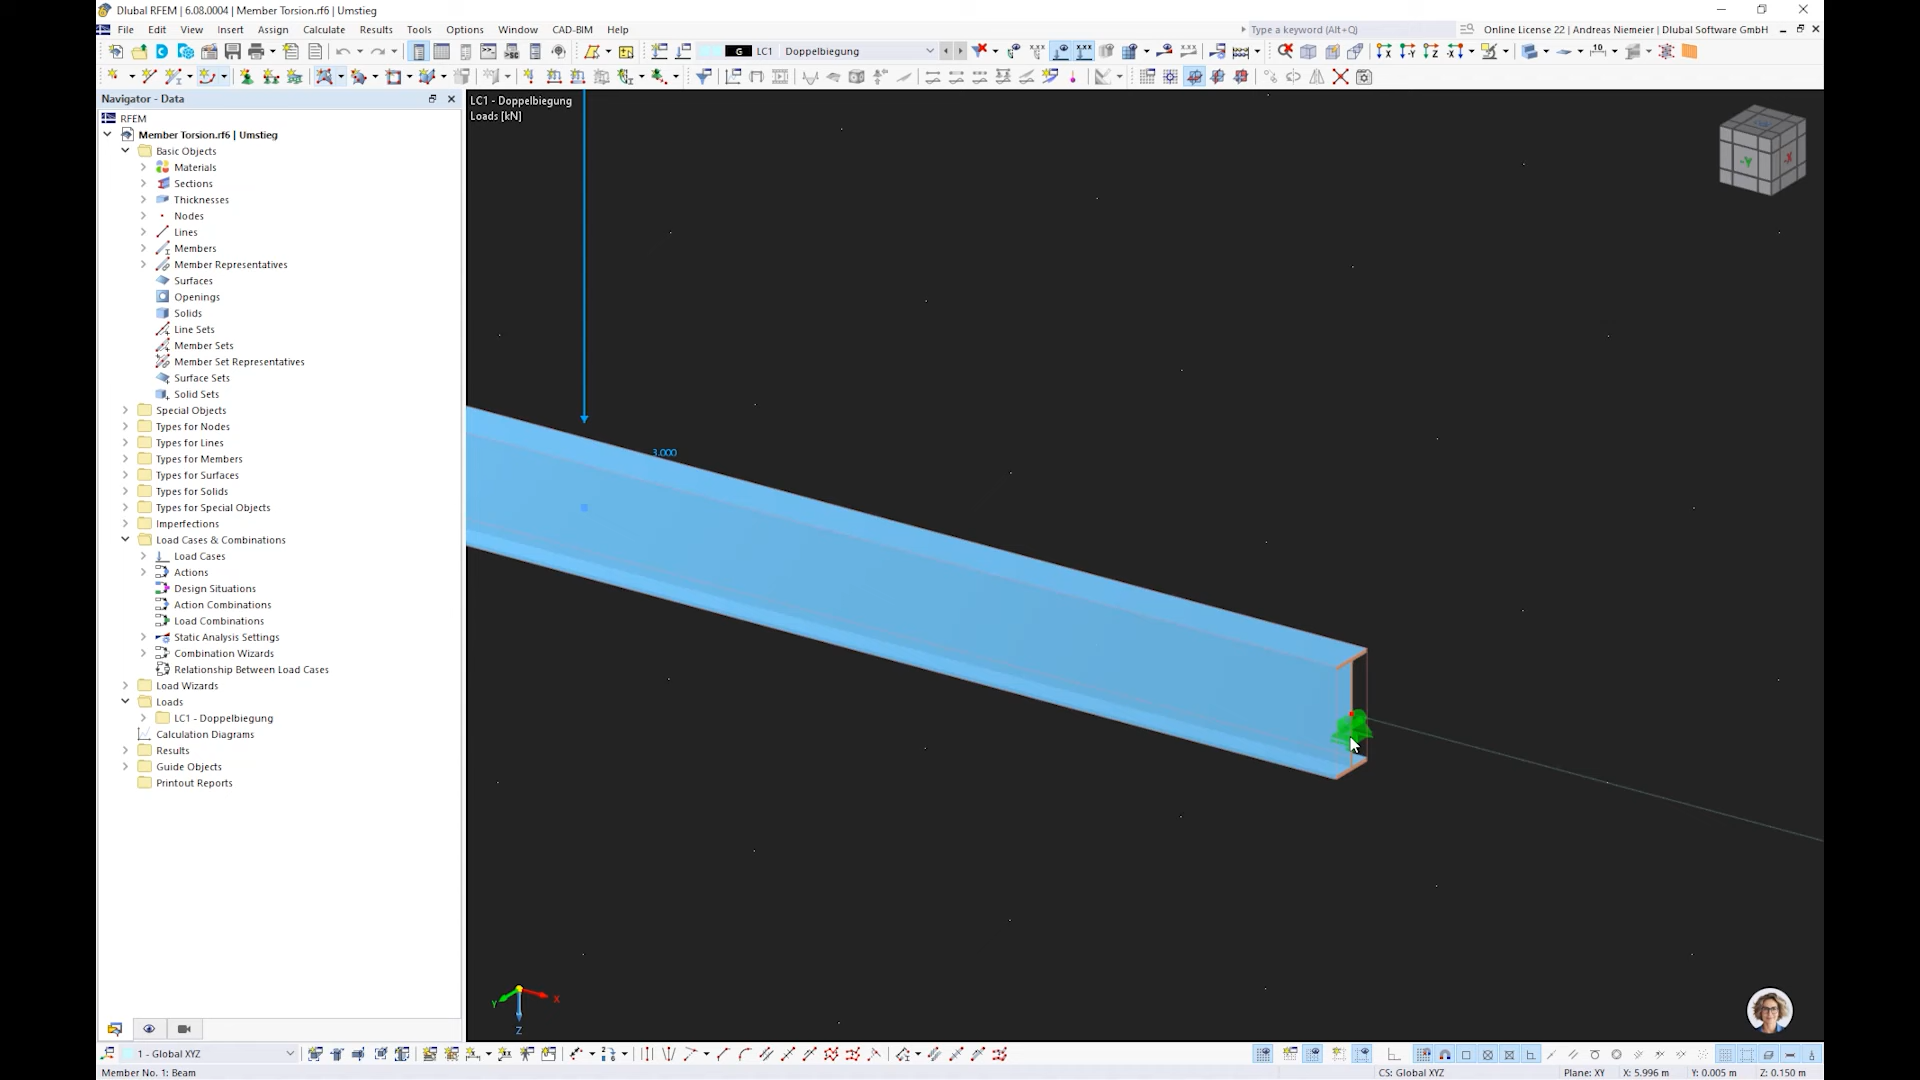 Dlubal RFEM | 6.08.0004 | Member Torsion.rf6 | Umstieg
File Edit View Insert Assign Calculate Results Tools Options Window CAD-BIM Help
Type a keyword (Alt+Q)
Online License 22 | Andreas Niemeier | Dlubal Software GmbH
G LC1 Doppelbiegung
Navigator - Data
RFEM
Member Torsion.rf6 | Umstieg
Basic Objects
Materials
Sections
Thicknesses
Nodes
Lines
Members
Member Representatives
Surfaces
Openings
Solids
Line Sets
Member Sets
Member Set Representatives
Surface Sets
Solid Sets
Special Objects
Types for Nodes
Types for Lines
Types for Members
Types for Surfaces
Types for Solids
Types for Special Objects
Imperfections
Load Cases & Combinations
Load Cases
Actions
Design Situations
Action Combinations
Load Combinations
Static Analysis Settings
Combination Wizards
Relationship Between Load Cases
Load Wizards
Loads
LC1 - Doppelbiegung
Calculation Diagrams
Results
Guide Objects
Printout Reports
LC1 - Doppelbiegung
Loads [kN]
3.000
-Y
-X
Y
X
Z
1 - Global XYZ
Member No. 1: Beam
CS: Global XYZ
Plane: XY
X: 5.996 m
Y: 0.005 m
Z: 0.150 m